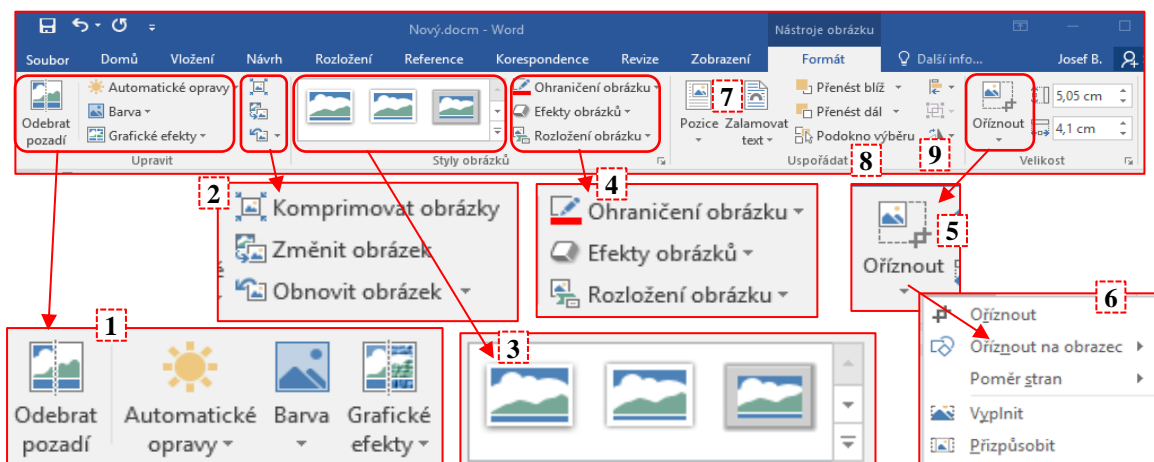 Nový.docm - Word
Nástroje obrázku
Soubor Domů Vložení Návrh Rozložení Reference Korespondence Revize Zobrazení Formát Další info... Josef B.
Odebrat pozadí
Automatické opravy
Barva
Grafické efekty
Upravit
Styly obrázků
Ohraničení obrázku
Efekty obrázků
Rozložení obrázku
7
Pozice
Zalamovat
text
Přenést blíž
Přenést dál
Podokno výběru
Uspořádat
8
9
Oříznout
5,05 cm
4,1 cm
Velikost
2
Komprimovat obrázky
Změnit obrázek
Obnovit obrázek
4
Ohraničení obrázku
Efekty obrázků
Rozložení obrázku
5
Oříznout
1
Odebrat
pozadí
Automatické
opravy
Barva
Grafické
efekty
3
6
Oříznout
Oříznout na obrazec
Poměr stran
Vyplnit
Přizpůsobit